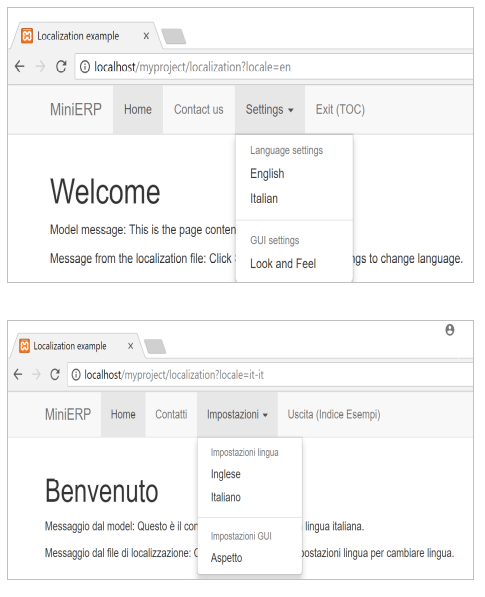 Localization example
localhost/myproject/localization?locale=en
MiniERP Home Contact us Settings Exit (TOC)
Language settings
English
Italian
GUI settings
Look and Feel
Welcome
Model message: This is the page conten
Message from the localization file: Click ngs to change language.
Localization example
localhost/myproject/localization?locale=it-it
MiniERP Home Contatti Impostazioni Uscita (Indice Esempi)
Impostazioni lingua
Inglese
Italiano
Impostazioni GUI
Aspetto
Benvenuto
Messaggio dal model: Questo è il con lingua italiana.
Messaggio dal file di localizzazione: C postazioni lingua per cambiare lingua.